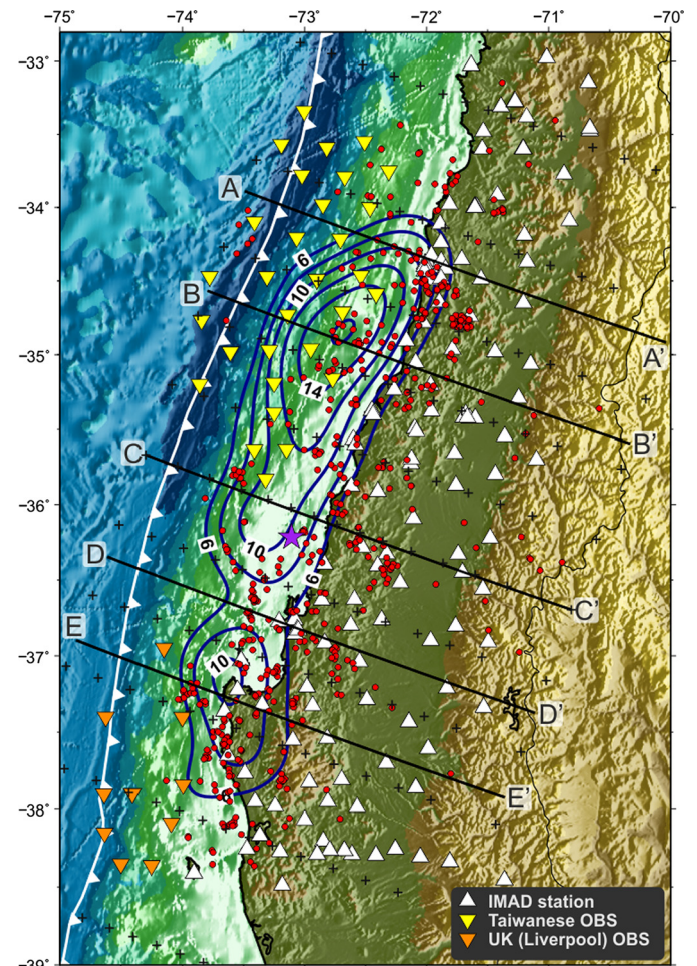 -75° -74° -73° -72° -71° -70°
-33°
A
-34°
6
B
10
A'
-35°
14
B'
C
-36°
6
10
6
D
C'
E
-37°
10
D'
E'
-38°
6
IMAD station
Taiwanese OBS
UK (Liverpool) OBS
-39°